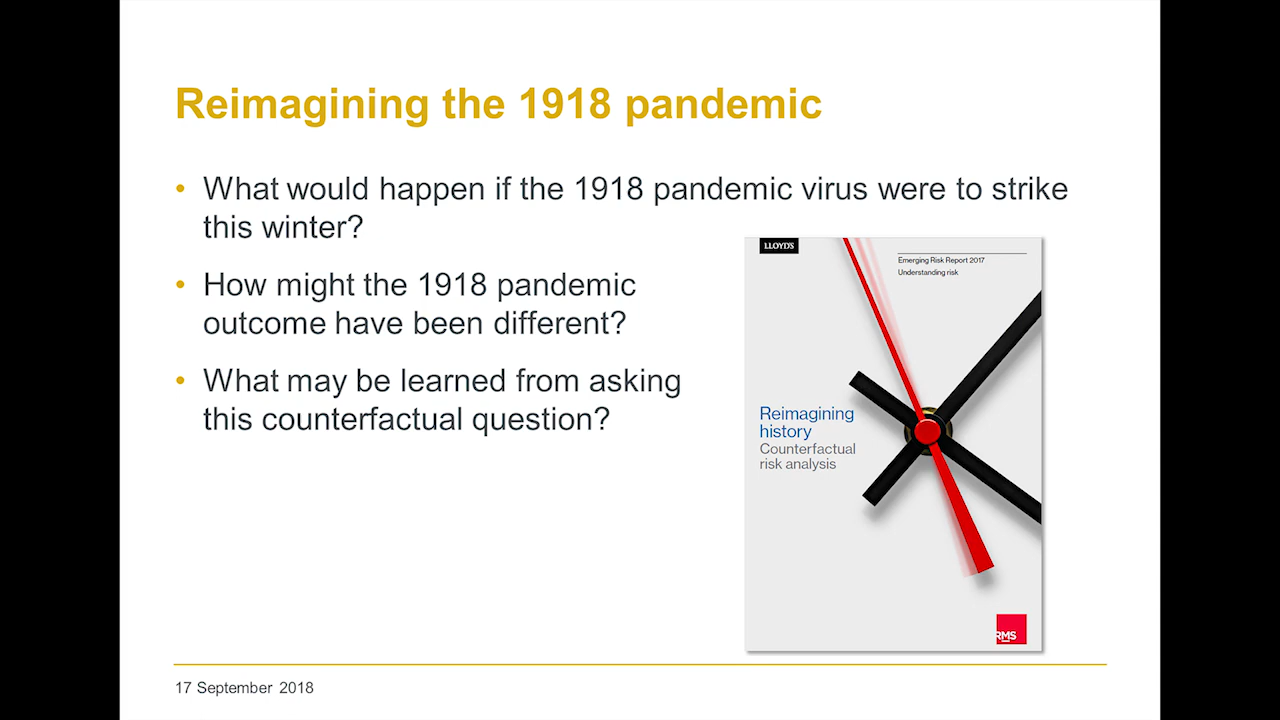 Reimagining the 1918 pandemic
• What would happen if the 1918 pandemic virus were to strike
this winter?
• How might the 1918 pandemic
outcome have been different?
• What may be learned from asking
this counterfactual question?
LLOYD'S
Emerging Risk Report 2017
Understanding risk
Reimagining
history
Counterfactual
risk analysis
RMS
17 September 2018